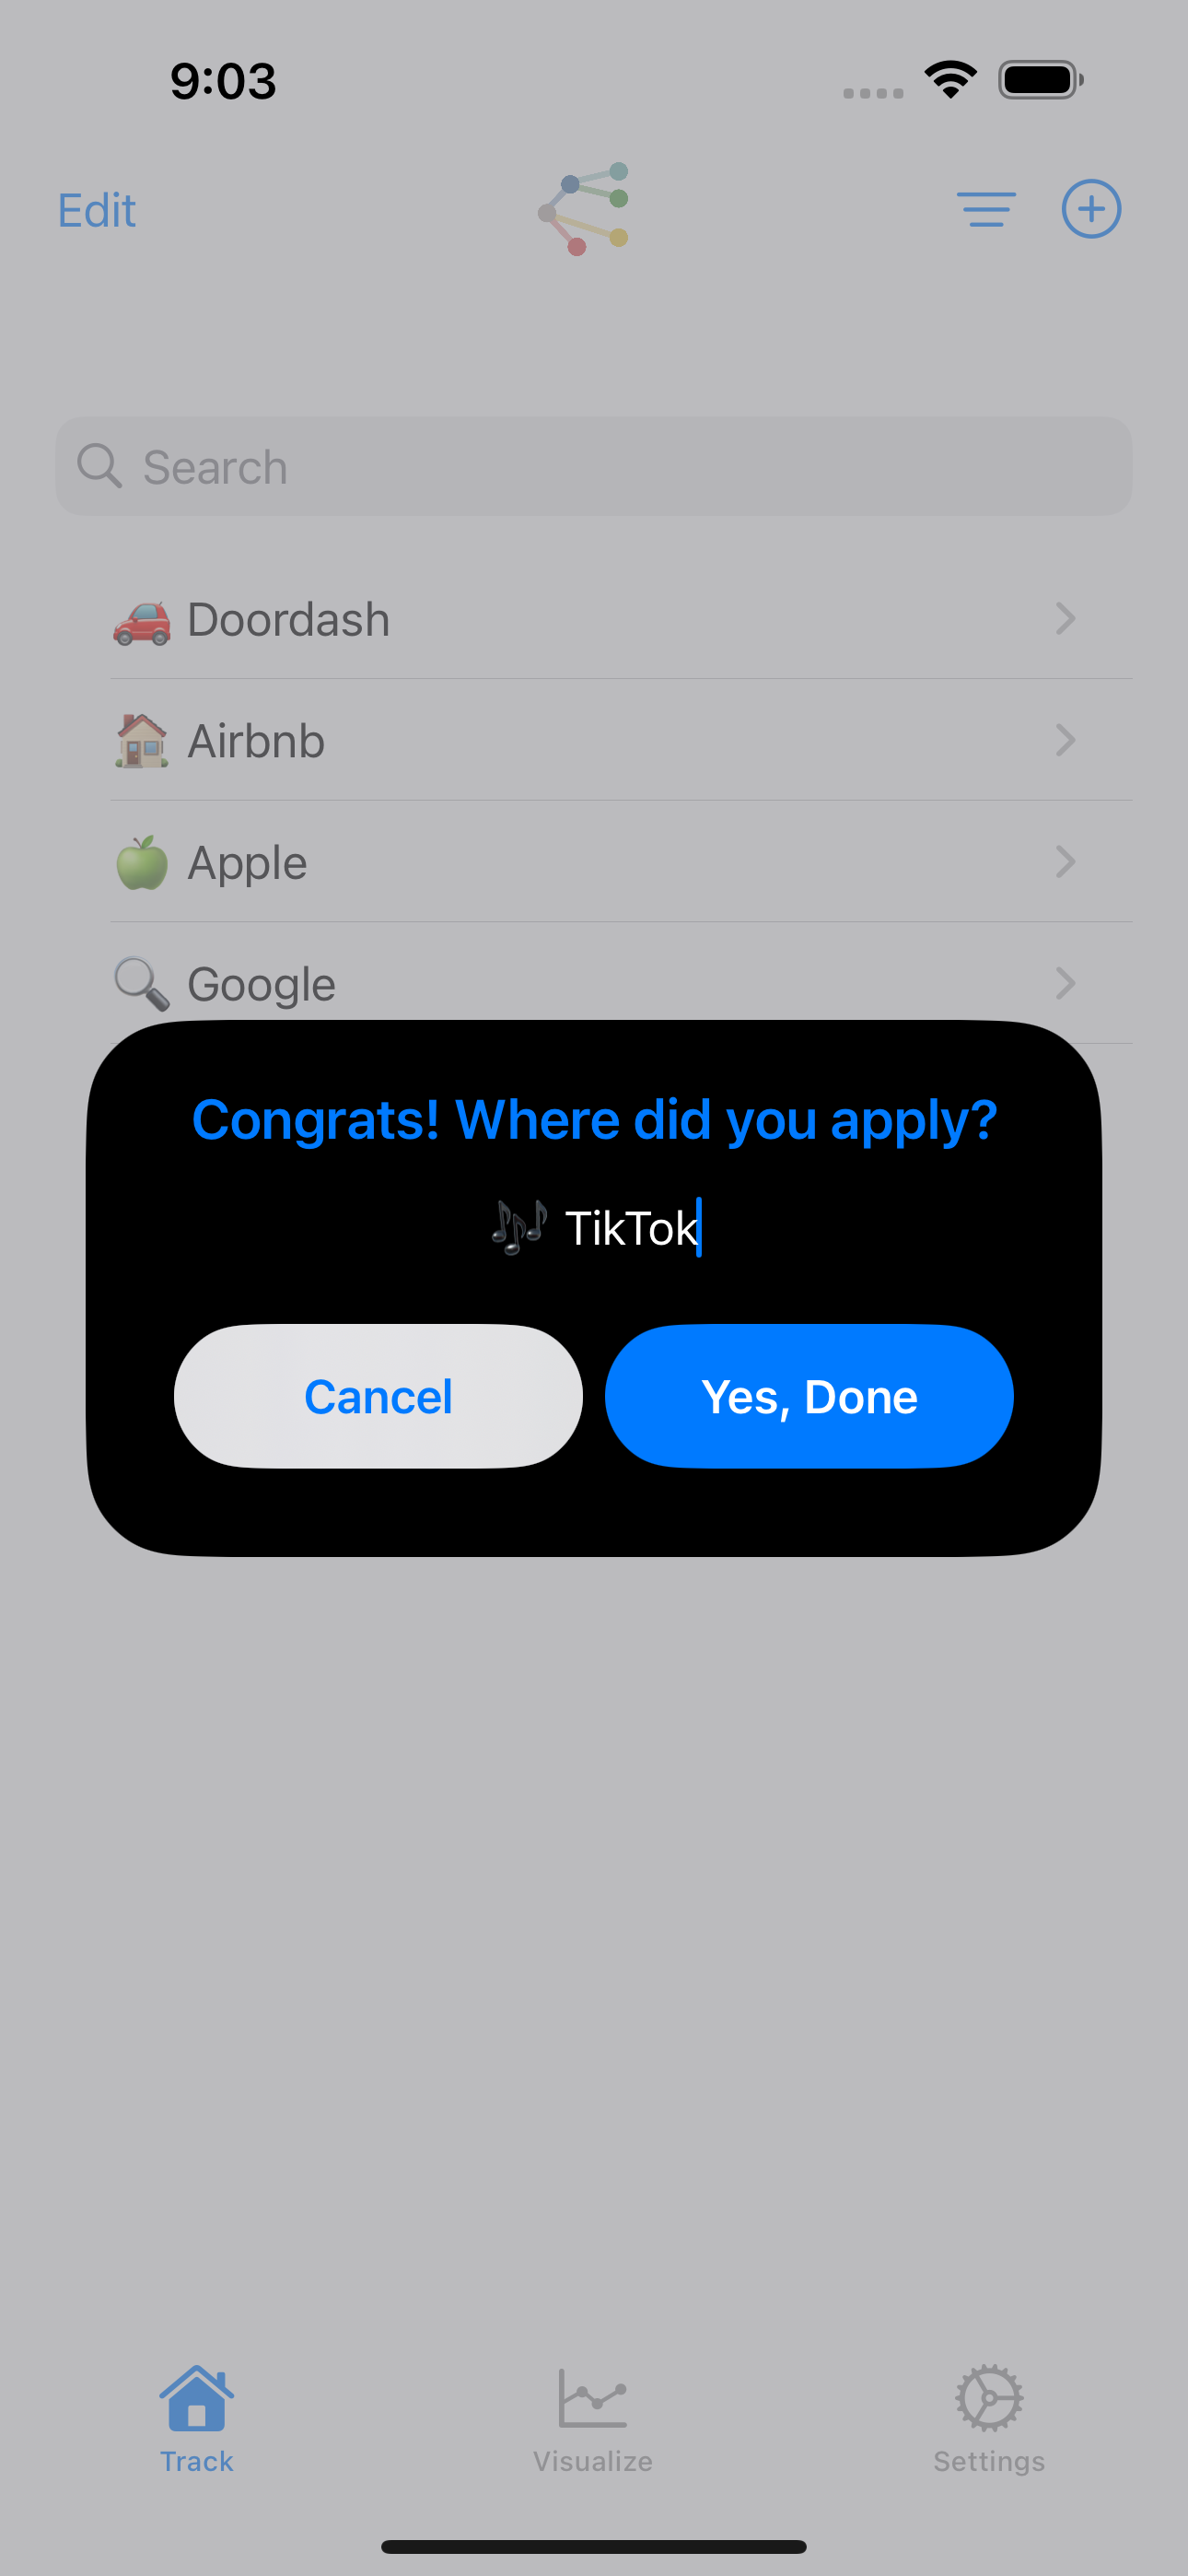 9:03
Edit
Search
🚗 Doordash
🏠 Airbnb
🍏 Apple
🔍 Google
Congrats! Where did you apply?
🎶 TikTok
Cancel
Yes, Done
Track
Visualize
Settings